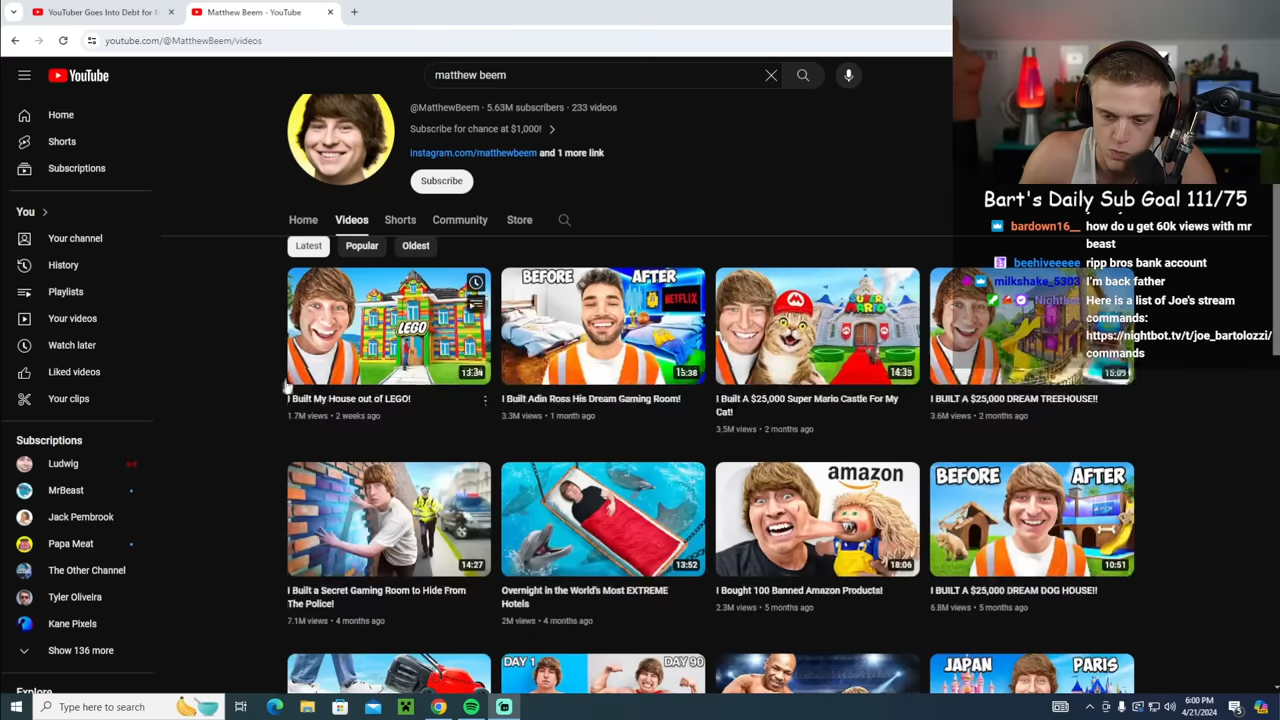 YouTuber Goes Into Debt for M
Matthew Beem - YouTube
youtube.com/@MatthewBeem/videos
YouTube
matthew beem
Home
Shorts
Subscriptions
You
Your channel
History
Playlists
Your videos
Watch later
Liked videos
Your clips
Subscriptions
Ludwig
MrBeast
Jack Pembrook
Papa Meat
The Other Channel
Tyler Oliveira
Kane Pixels
Show 136 more
Explore
@MatthewBeem • 5.63M subscribers • 233 videos
Subscribe for chance at $1,000!
instagram.com/matthewbeem and 1 more link
Subscribe
Home
Videos
Shorts
Community
Store
Latest
Popular
Oldest
LEGO
13:34
I Built My House out of LEGO!
1.7M views • 2 weeks ago
BEFORE
AFTER
NETFLIX
15:38
I Built Adin Ross His Dream Gaming Room!
3.3M views • 1 month ago
SUPER
MARIO
14:35
I Built A $25,000 Super Mario Castle For My
Cat!
3.5M views • 2 months ago
15:09
I BUILT A $25,000 DREAM TREEHOUSE!!
3.6M views • 2 months ago
14:27
I Built a Secret Gaming Room to Hide From
The Police!
7.1M views • 4 months ago
13:52
Overnight in the World's Most EXTREME
Hotels
2M views • 4 months ago
amazon
18:06
I Bought 100 Banned Amazon Products!
2.3M views • 5 months ago
BEFORE
AFTER
10:51
I BUILT A $25,000 DREAM DOG HOUSE!!
6.8M views • 5 months ago
DAY 1
DAY 90
JAPAN
PARIS
Bart's Daily Sub Goal 111/75
bardown16__ how do u get 60k views with mr
beast
beehiveeeee ripp bros bank account
milkshake_5303 I'm back father
Nightbot Here is a list of Joe's stream
commands:
https://nightbot.tv/t/joe_bartolozzi/
commands
Type here to search
6:00 PM
4/21/2024